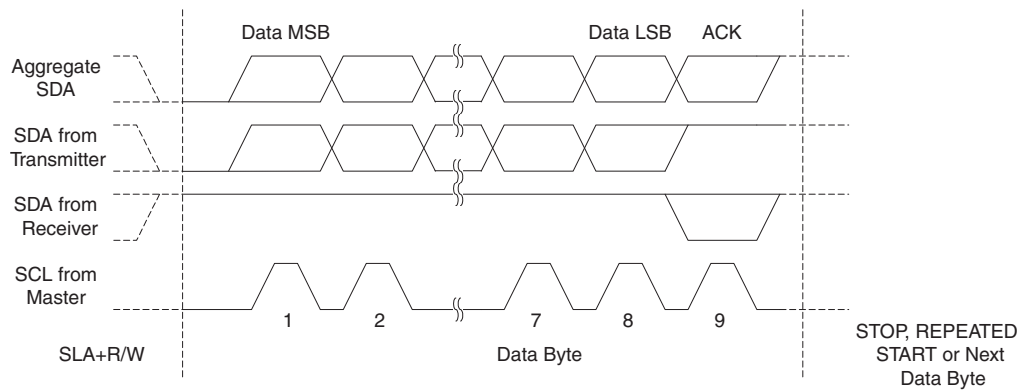 Data MSB
Data LSB
ACK
Aggregate
SDA
SDA from
Transmitter
SDA from
Receiver
SCL from
Master
1
2
7
8
9
SLA+R/W
Data Byte
STOP, REPEATED
START or Next
Data Byte